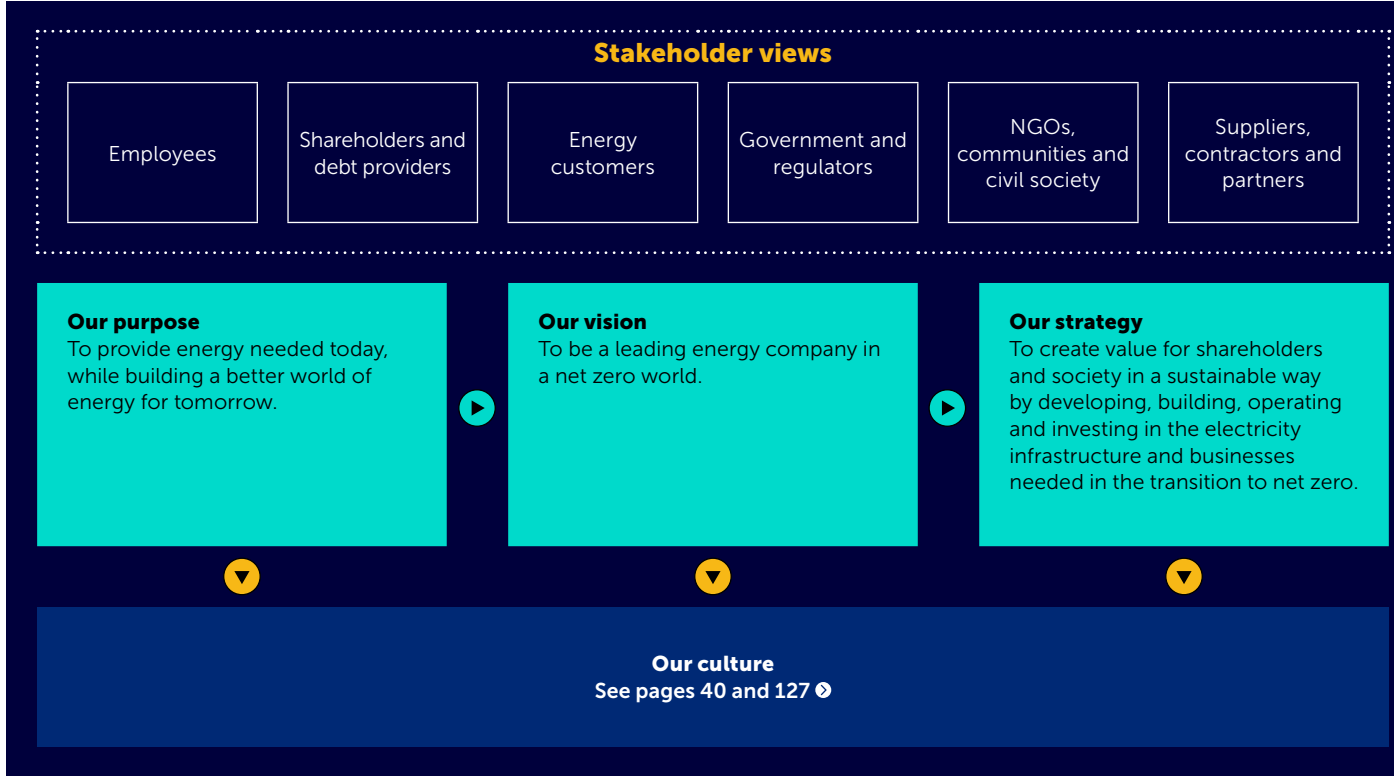 Stakeholder views
Employees
Shareholders and
debt providers
Energy
customers
Government and
regulators
NGOs,
communities and
civil society
Suppliers,
contractors and
partners
Our purpose
To provide energy needed today,
while building a better world of
energy for tomorrow.
Our vision
To be a leading energy company in
a net zero world.
Our strategy
To create value for shareholders
and society in a sustainable way
by developing, building, operating
and investing in the electricity
infrastructure and businesses
needed in the transition to net zero.
Our culture
See pages 40 and 127